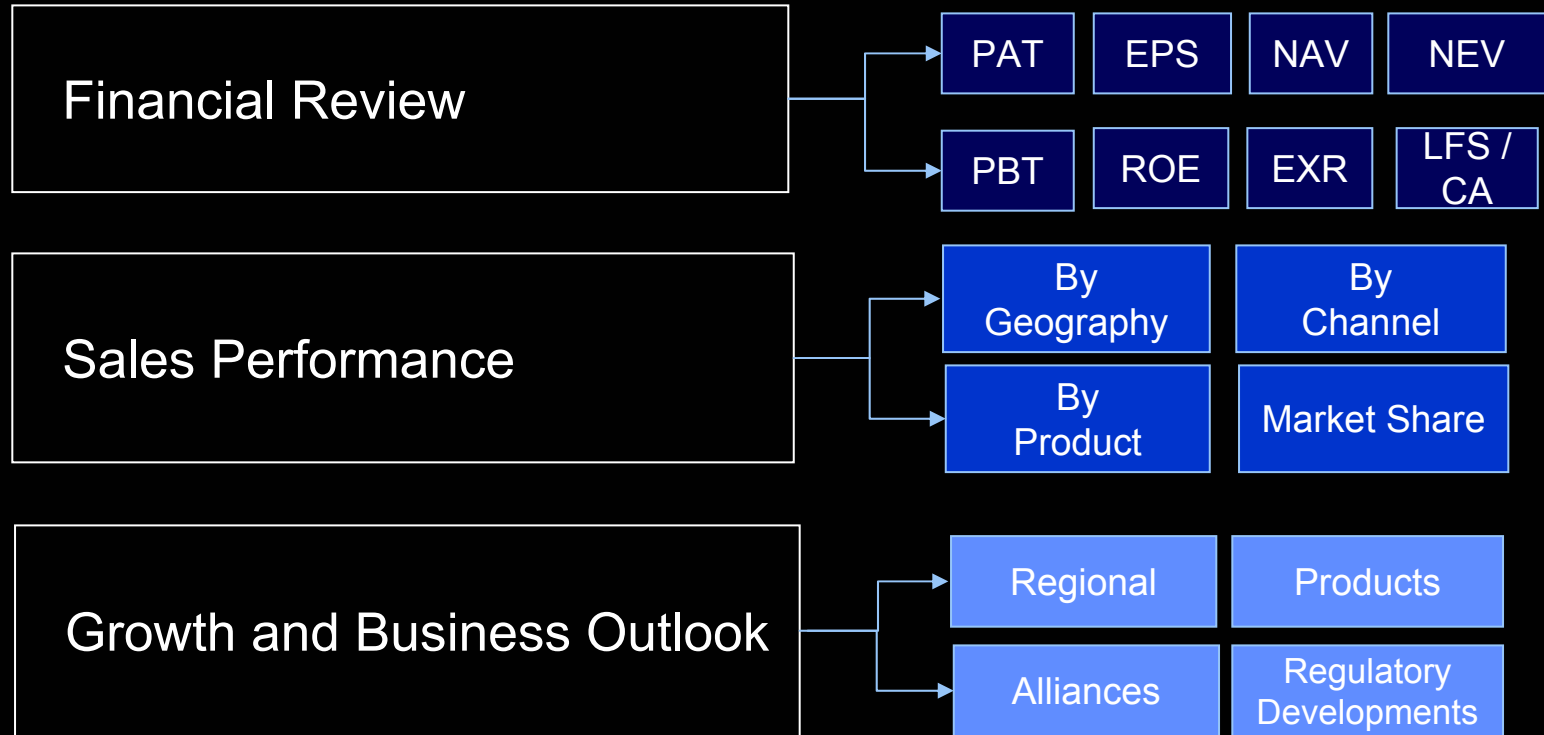 Financial Review
PAT
EPS
NAV
NEV
PBT
ROE
EXR
LFS /
CA
Sales Performance
By
Geography
By
Channel
By
Product
Market Share
Growth and Business Outlook
Regional
Products
Alliances
Regulatory
Developments